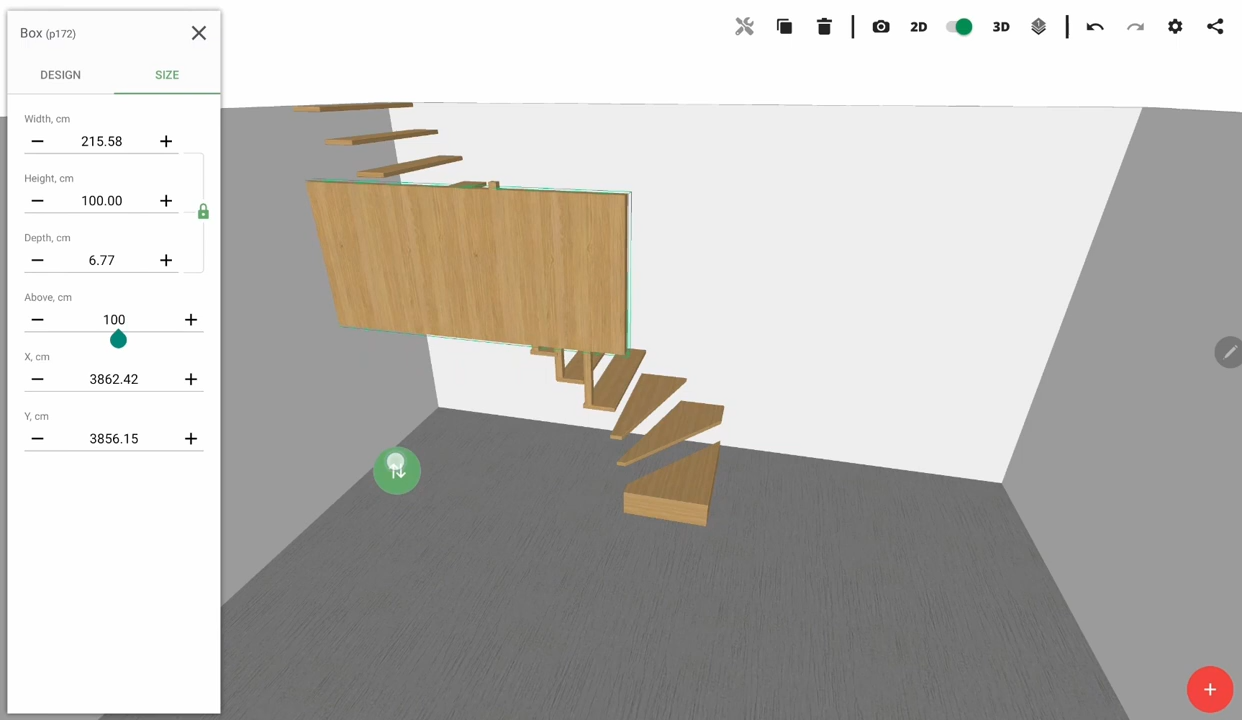 Box (p172)
2D
3D
DESIGN
SIZE
Width, cm
215.58
Height, cm
100.00
Depth, cm
6.77
Above, cm
100
X, cm
3862.42
Y, cm
3856.15